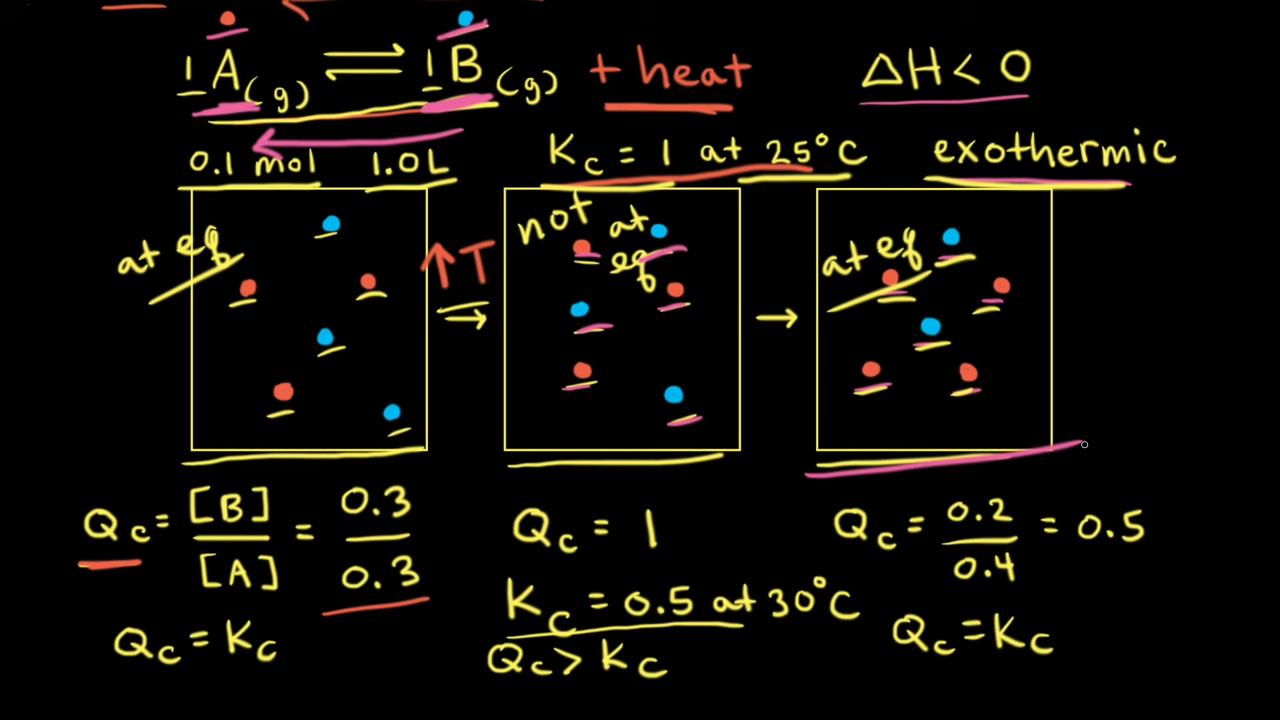 1A(g) ⇌ 1B(g) + heat ΔH < 0
0.1 mol 1.0L Kc = 1 at 25°C exothermic
at eq
↑T
→
not at
eq
→
at eq
Qc = [B]/[A] = 0.3/0.3
Qc = Kc
Qc = 1
Kc = 0.5 at 30°C
Qc > Kc
Qc = 0.2/0.4 = 0.5
Qc = Kc